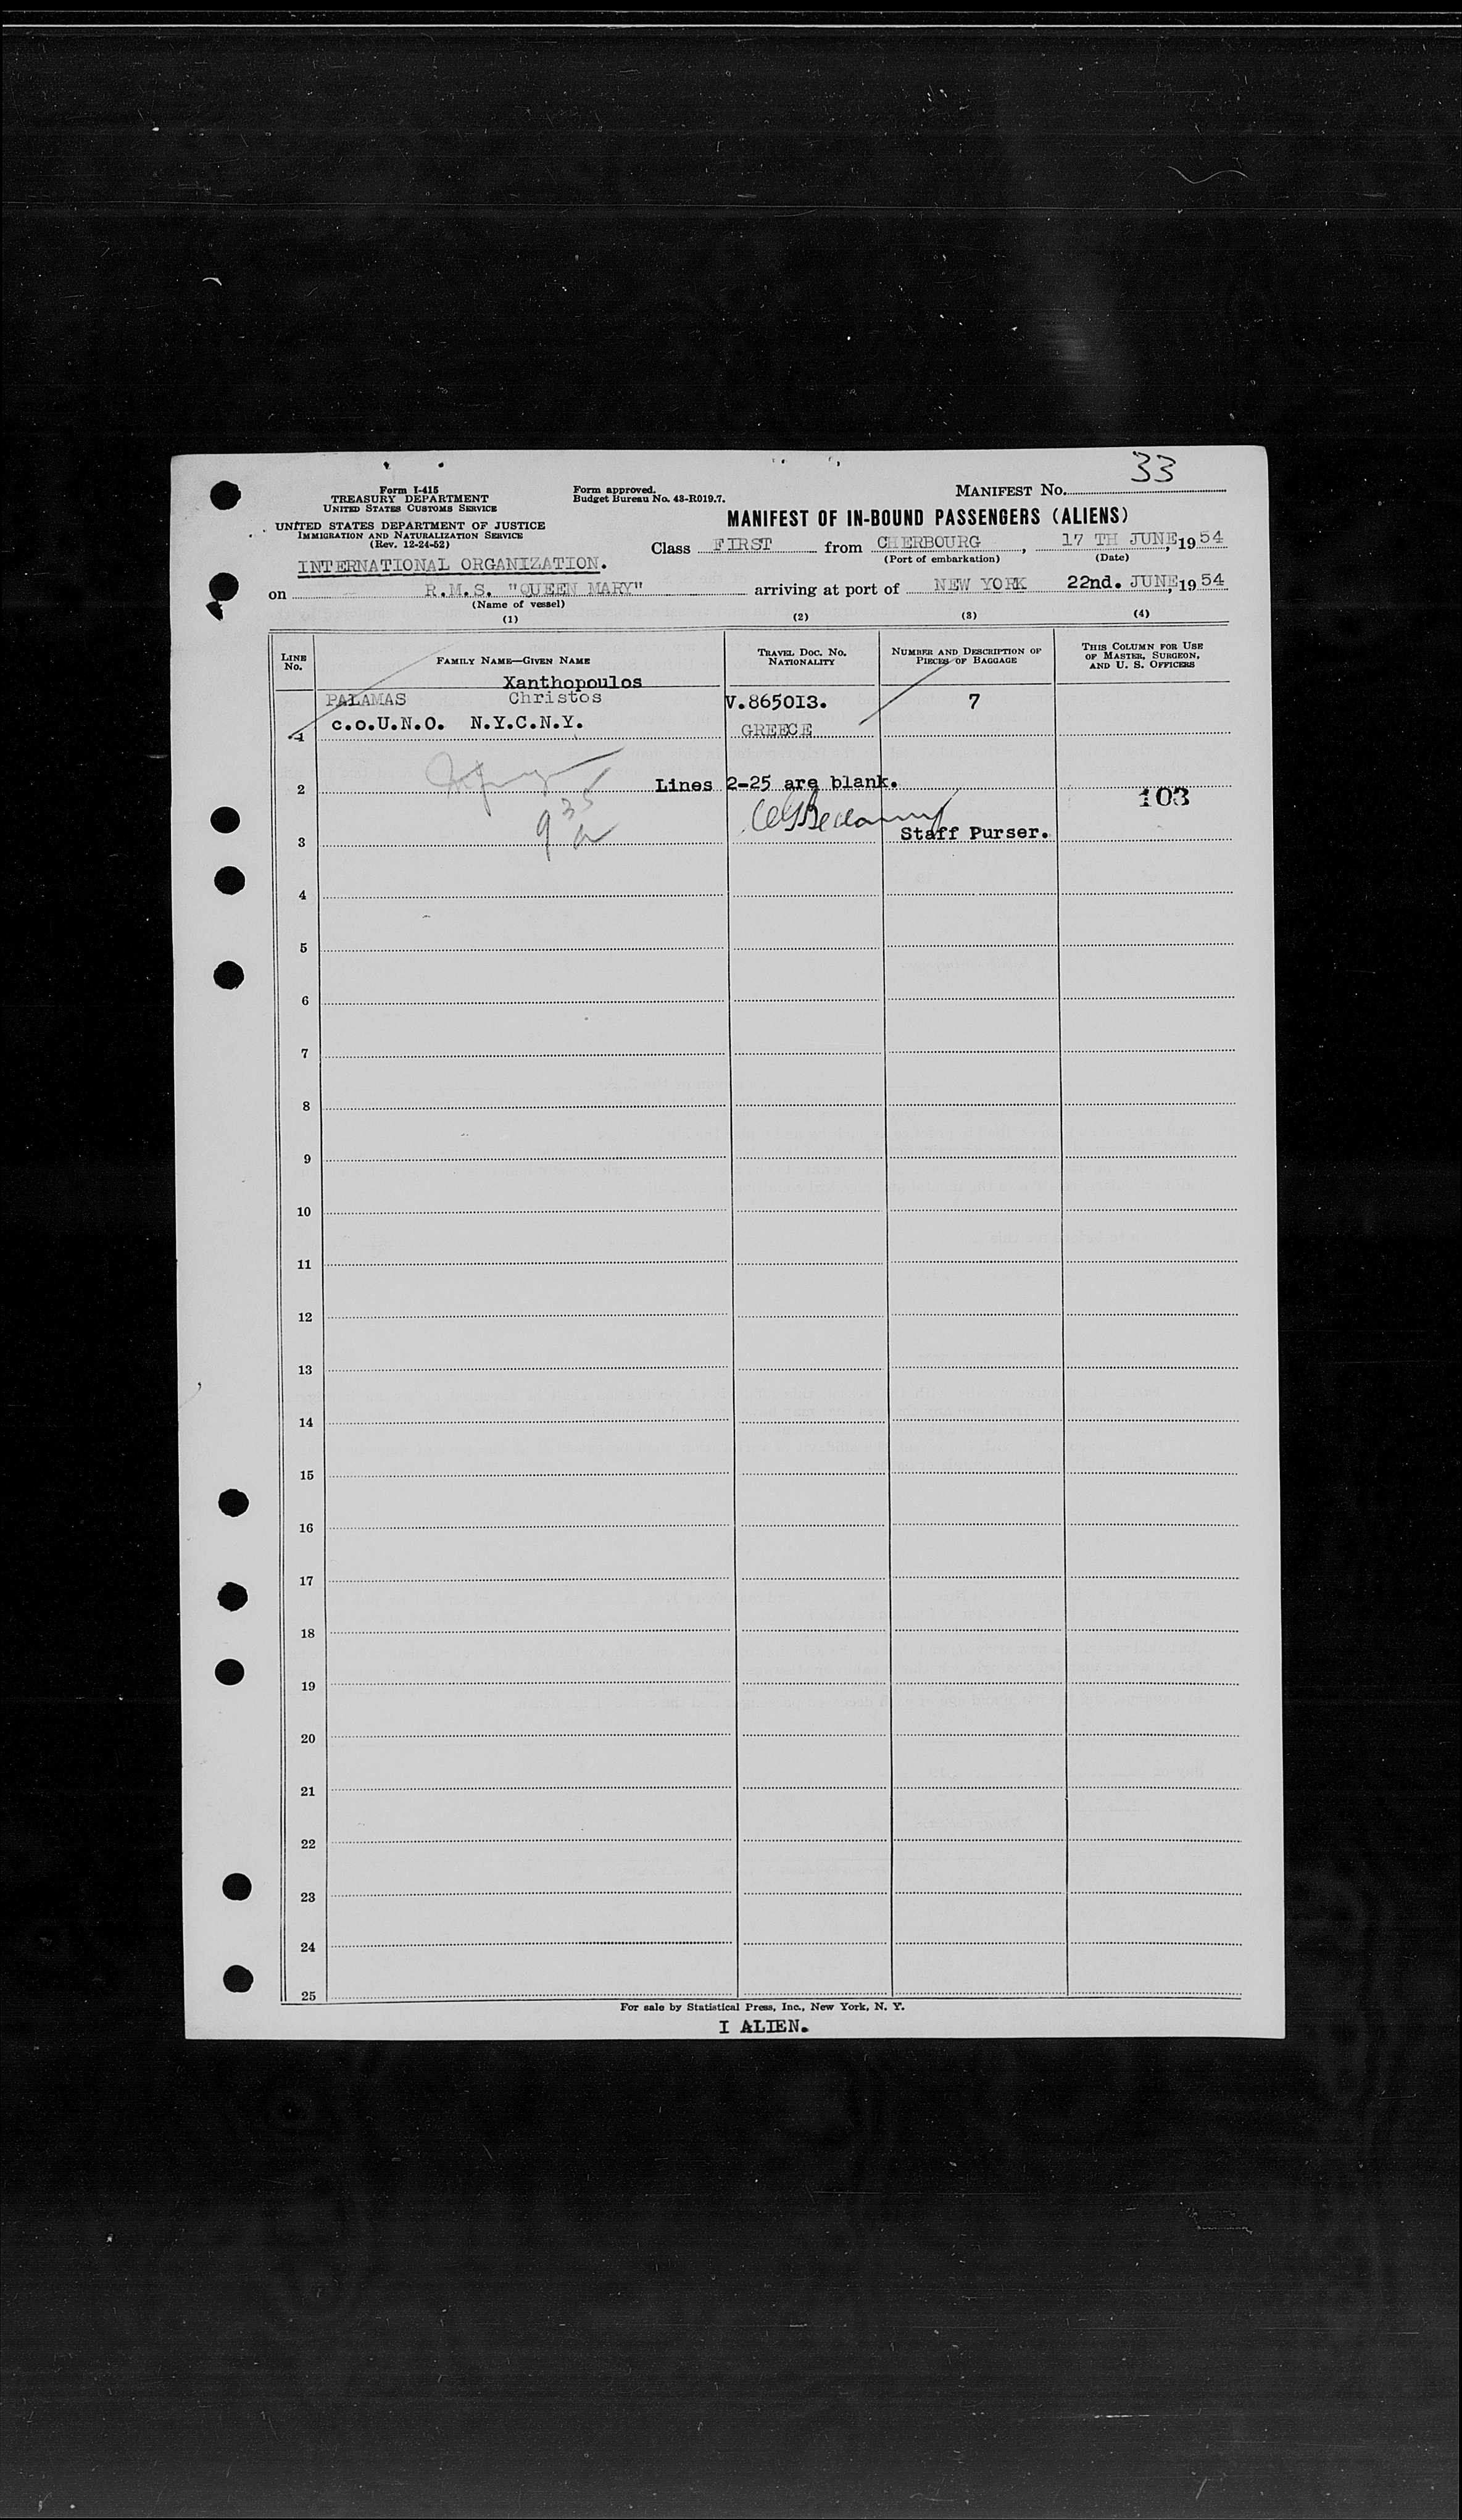 33
Form I-415
TREASURY DEPARTMENT
UNITED STATES CUSTOMS SERVICE
Form approved.
Budget Bureau No. 43-R019.7.
MANIFEST No.
UNITED STATES DEPARTMENT OF JUSTICE
IMMIGRATION AND NATURALIZATION SERVICE
(Rev. 12-24-52)
MANIFEST OF IN-BOUND PASSENGERS (ALIENS)
Class FIRST from CHERBOURG, 17 TH JUNE, 1954
(Port of embarkation) (Date)
INTERNATIONAL ORGANIZATION.
on R.M.S. "QUEEN MARY" arriving at port of NEW YORK 22nd. JUNE, 1954
(Name of vessel)
(1) (2) (3) (4)
LINE No. FAMILY NAME—GIVEN NAME TRAVEL DOC. NO. NATIONALITY NUMBER AND DESCRIPTION OF PIECES OF BAGGAGE THIS COLUMN FOR USE OF MASTER, SURGEON, AND U. S. OFFICERS
Xanthopoulos
PALAMAS Christos V.865013. 7
c.o.U.N.O. N.Y.C.N.Y.
1 GREECE
2 Lines 2-25 are blank.
103
935
a
3 Staff Purser.
4
5
6
7
8
9
10
11
12
13
14
15
16
17
18
19
20
21
22
23
24
25
For sale by Statistical Press, Inc., New York, N. Y.
I ALIEN.